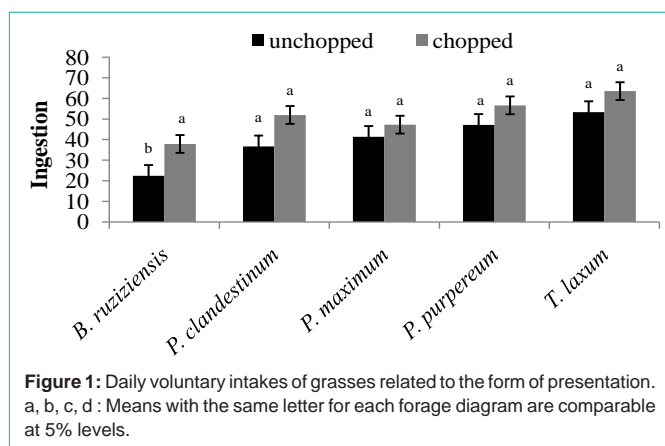 unchopped chopped
80
70
60
50
40
30
20
10
0
Ingestion
b a a a a a a a a a
B. ruziziensis
P. clandestinum
P. maximum
P. purpereum
T. laxum
Figure 1: Daily voluntary intakes of grasses related to the form of presentation.
a, b, c, d : Means with the same letter for each forage diagram are comparable
at 5% levels.